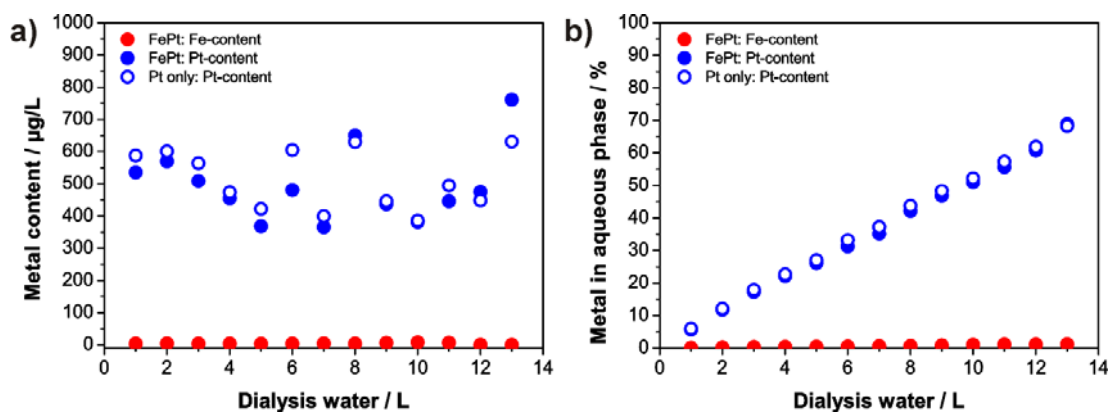 a)
Metal content / µg/L
1000
900
800
700
600
500
400
300
200
100
0
FePt: Fe-content
FePt: Pt-content
Pt only: Pt-content
0 2 4 6 8 10 12 14
Dialysis water / L
b)
Metal in aqueous phase / %
100
90
80
70
60
50
40
30
20
10
0
FePt: Fe-content
FePt: Pt-content
Pt only: Pt-content
0 2 4 6 8 10 12 14
Dialysis water / L